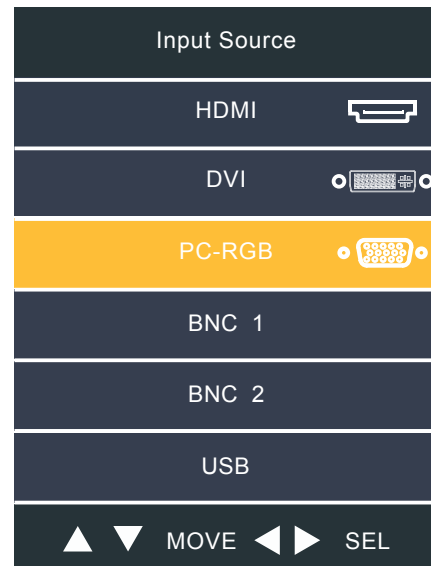 Input Source
HDMI
DVI
PC-RGB
BNC 1
BNC 2
USB
MOVE SEL